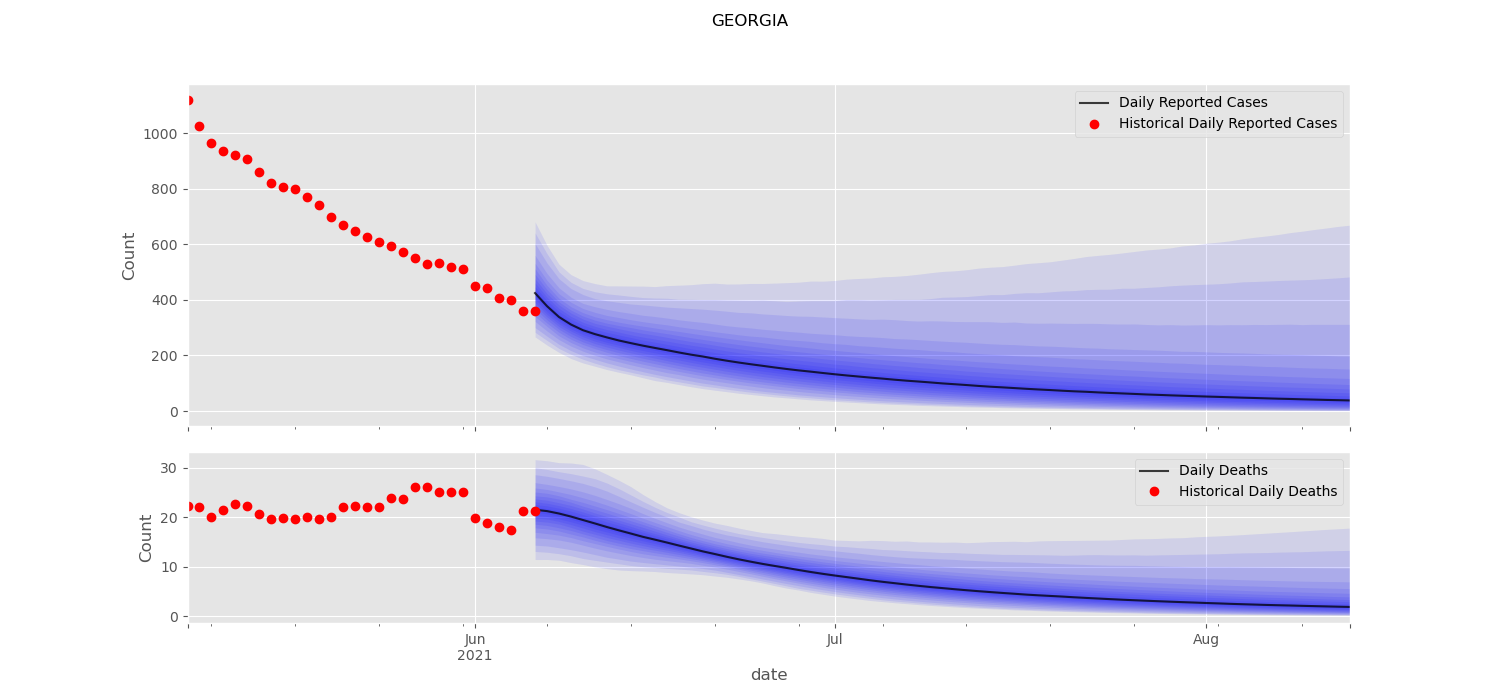 GEORGIA
Daily Reported Cases
Historical Daily Reported Cases
1000
800
600
400
200
0
Count
Daily Deaths
Historical Daily Deaths
30
20
10
0
Count
Jun
2021
Jul
Aug
date